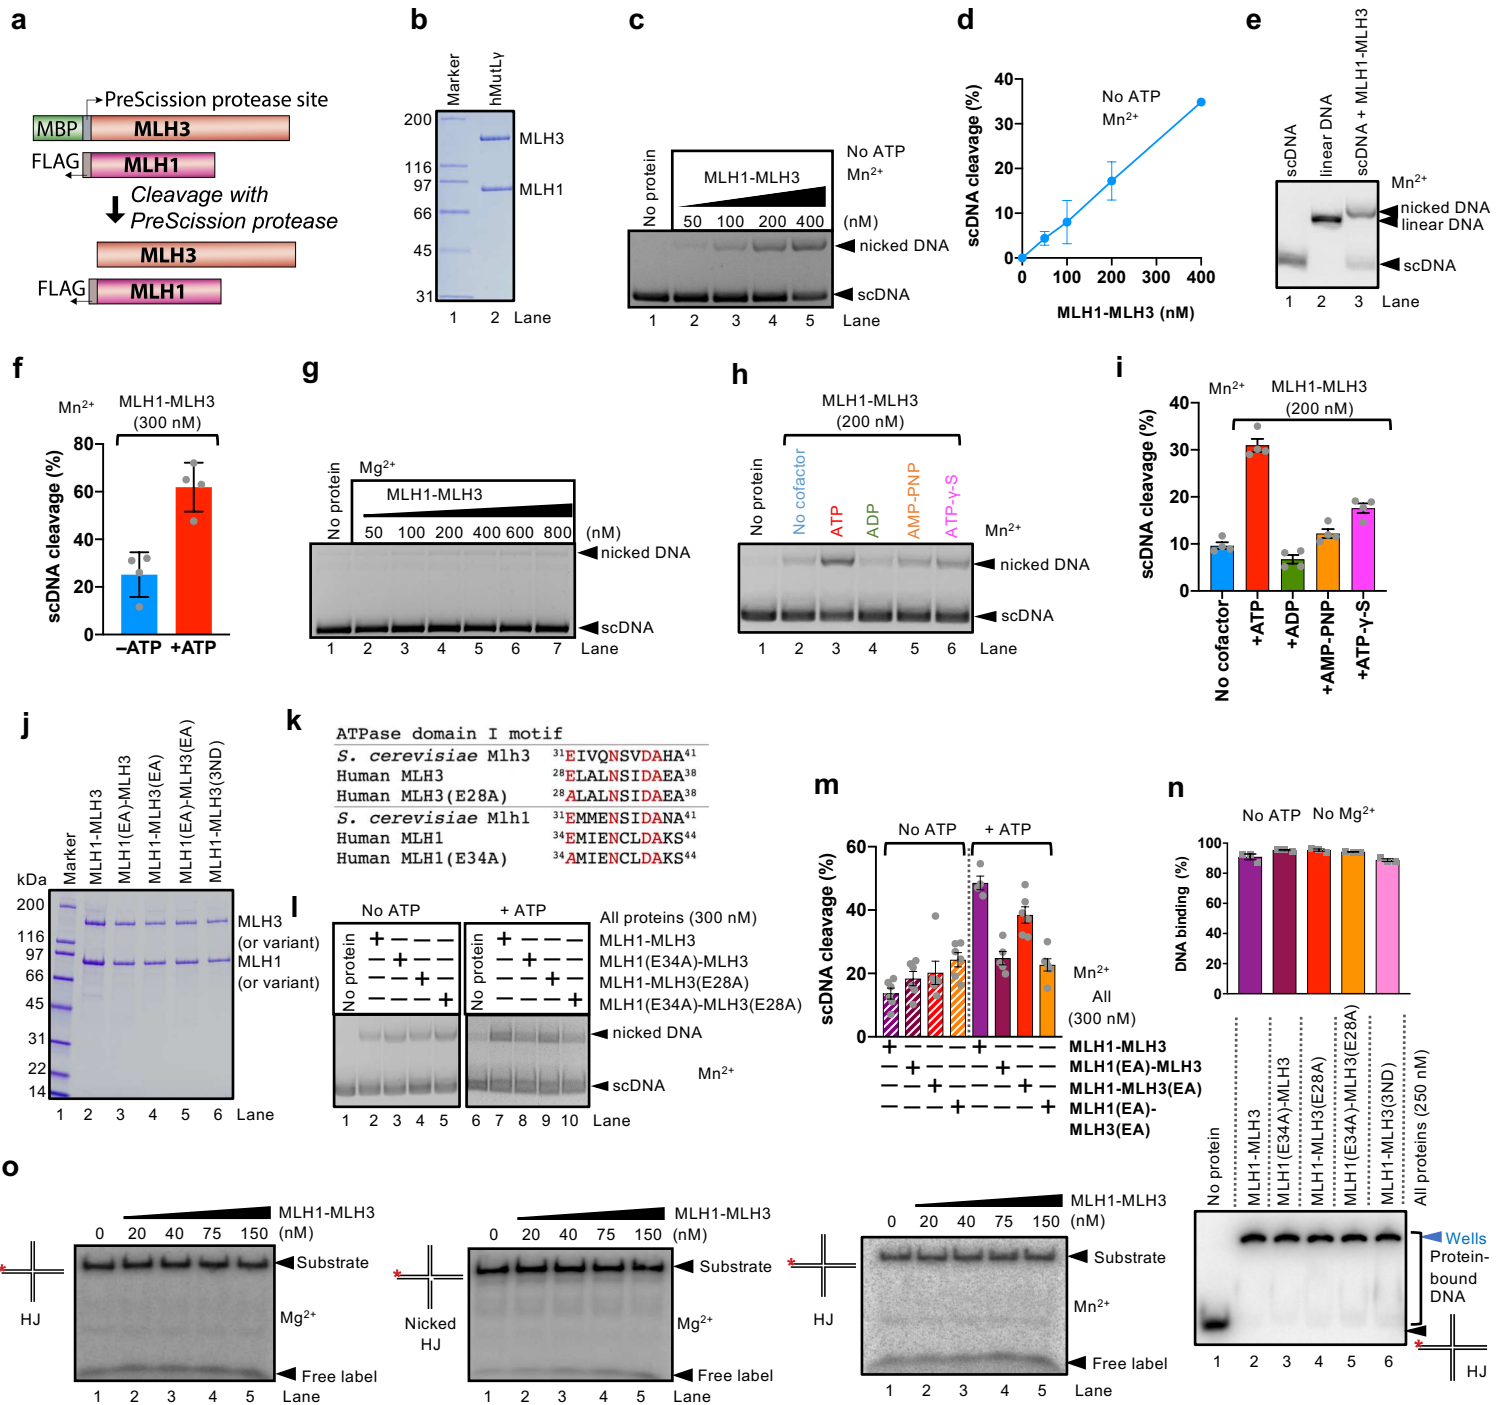 a
PreScission protease site
MBP
MLH3
FLAG
MLH1
Cleavage with
PreScission protease
MLH3
FLAG
MLH1
b
Marker
hMutLγ
200
116
97
66
45
31
MLH3
MLH1
1 2 Lane
c
No protein
MLH1-MLH3
No ATP
Mn2+
50 100 200 400 (nM)
nicked DNA
scDNA
1 2 3 4 5 Lane
d
scDNA cleavage (%)
40
30
20
10
0
No ATP
Mn2+
0 100 200 300 400
MLH1-MLH3 (nM)
e
scDNA
linear DNA
scDNA + MLH1-MLH3
Mn2+
nicked DNA
linear DNA
scDNA
1 2 3 Lane
f
Mn2+
MLH1-MLH3
(300 nM)
scDNA cleavage (%)
80
60
40
20
0
–ATP +ATP
g
No protein
Mg2+
MLH1-MLH3
50 100 200 400 600 800 (nM)
nicked DNA
scDNA
1 2 3 4 5 6 7 Lane
h
MLH1-MLH3
(200 nM)
No protein
No cofactor
ATP
ADP
AMP-PNP
ATP-γ-S
Mn2+
nicked DNA
scDNA
1 2 3 4 5 6 Lane
i
Mn2+
MLH1-MLH3
(200 nM)
scDNA cleavage (%)
40
30
20
10
0
No cofactor
+ATP
+ADP
+AMP-PNP
+ATP-γ-S
j
kDa
Marker
MLH1-MLH3
MLH1(EA)-MLH3
MLH1-MLH3(EA)
MLH1(EA)-MLH3(EA)
MLH1-MLH3(3ND)
200
116
97
66
45
31
22
14
MLH3
(or variant)
MLH1
(or variant)
1 2 3 4 5 6 Lane
k
ATPase domain I motif
S. cerevisiae Mlh3 31EIVQNSVDAHA41
Human MLH3 28ELALNSIDAEA38
Human MLH3(E28A) 28ALALNSIDAEA38
S. cerevisiae Mlh1 31EMMENSIDANA41
Human MLH1 34EMIENCLDAKS44
Human MLH1(E34A) 34AMIENCLDAKS44
l
No ATP
+ ATP
All proteins (300 nM)
No protein
No protein
+ – – – + – – – MLH1-MLH3
– + – – – + – – MLH1(E34A)-MLH3
– – + – – – + – MLH1-MLH3(E28A)
– – – + – – – + MLH1(E34A)-MLH3(E28A)
nicked DNA
scDNA
Mn2+
1 2 3 4 5 6 7 8 9 10 Lane
m
No ATP
+ ATP
scDNA cleavage (%)
60
40
20
0
Mn2+
All
(300 nM)
+ – – – + – – – MLH1-MLH3
– + – – – + – – MLH1(EA)-MLH3
– – + – – – + – MLH1-MLH3(EA)
– – – + – – – + MLH1(EA)-
MLH3(EA)
n
No ATP No Mg2+
DNA binding (%)
100
80
60
40
20
0
No protein
MLH1-MLH3
MLH1(E34A)-MLH3
MLH1-MLH3(E28A)
MLH1(E34A)-MLH3(E28A)
MLH1-MLH3(3ND)
All proteins (250 nM)
Wells
Protein-
bound
DNA
*
HJ
1 2 3 4 5 6
o
MLH1-MLH3
0 20 40 75 150 (nM)
*
HJ
Substrate
Mg2+
Free label
1 2 3 4 5 Lane
MLH1-MLH3
0 20 40 75 150 (nM)
*
Nicked
HJ
Substrate
Mg2+
Free label
1 2 3 4 5 Lane
MLH1-MLH3
0 20 40 75 150 (nM)
*
HJ
Substrate
Mn2+
Free label
1 2 3 4 5 Lane